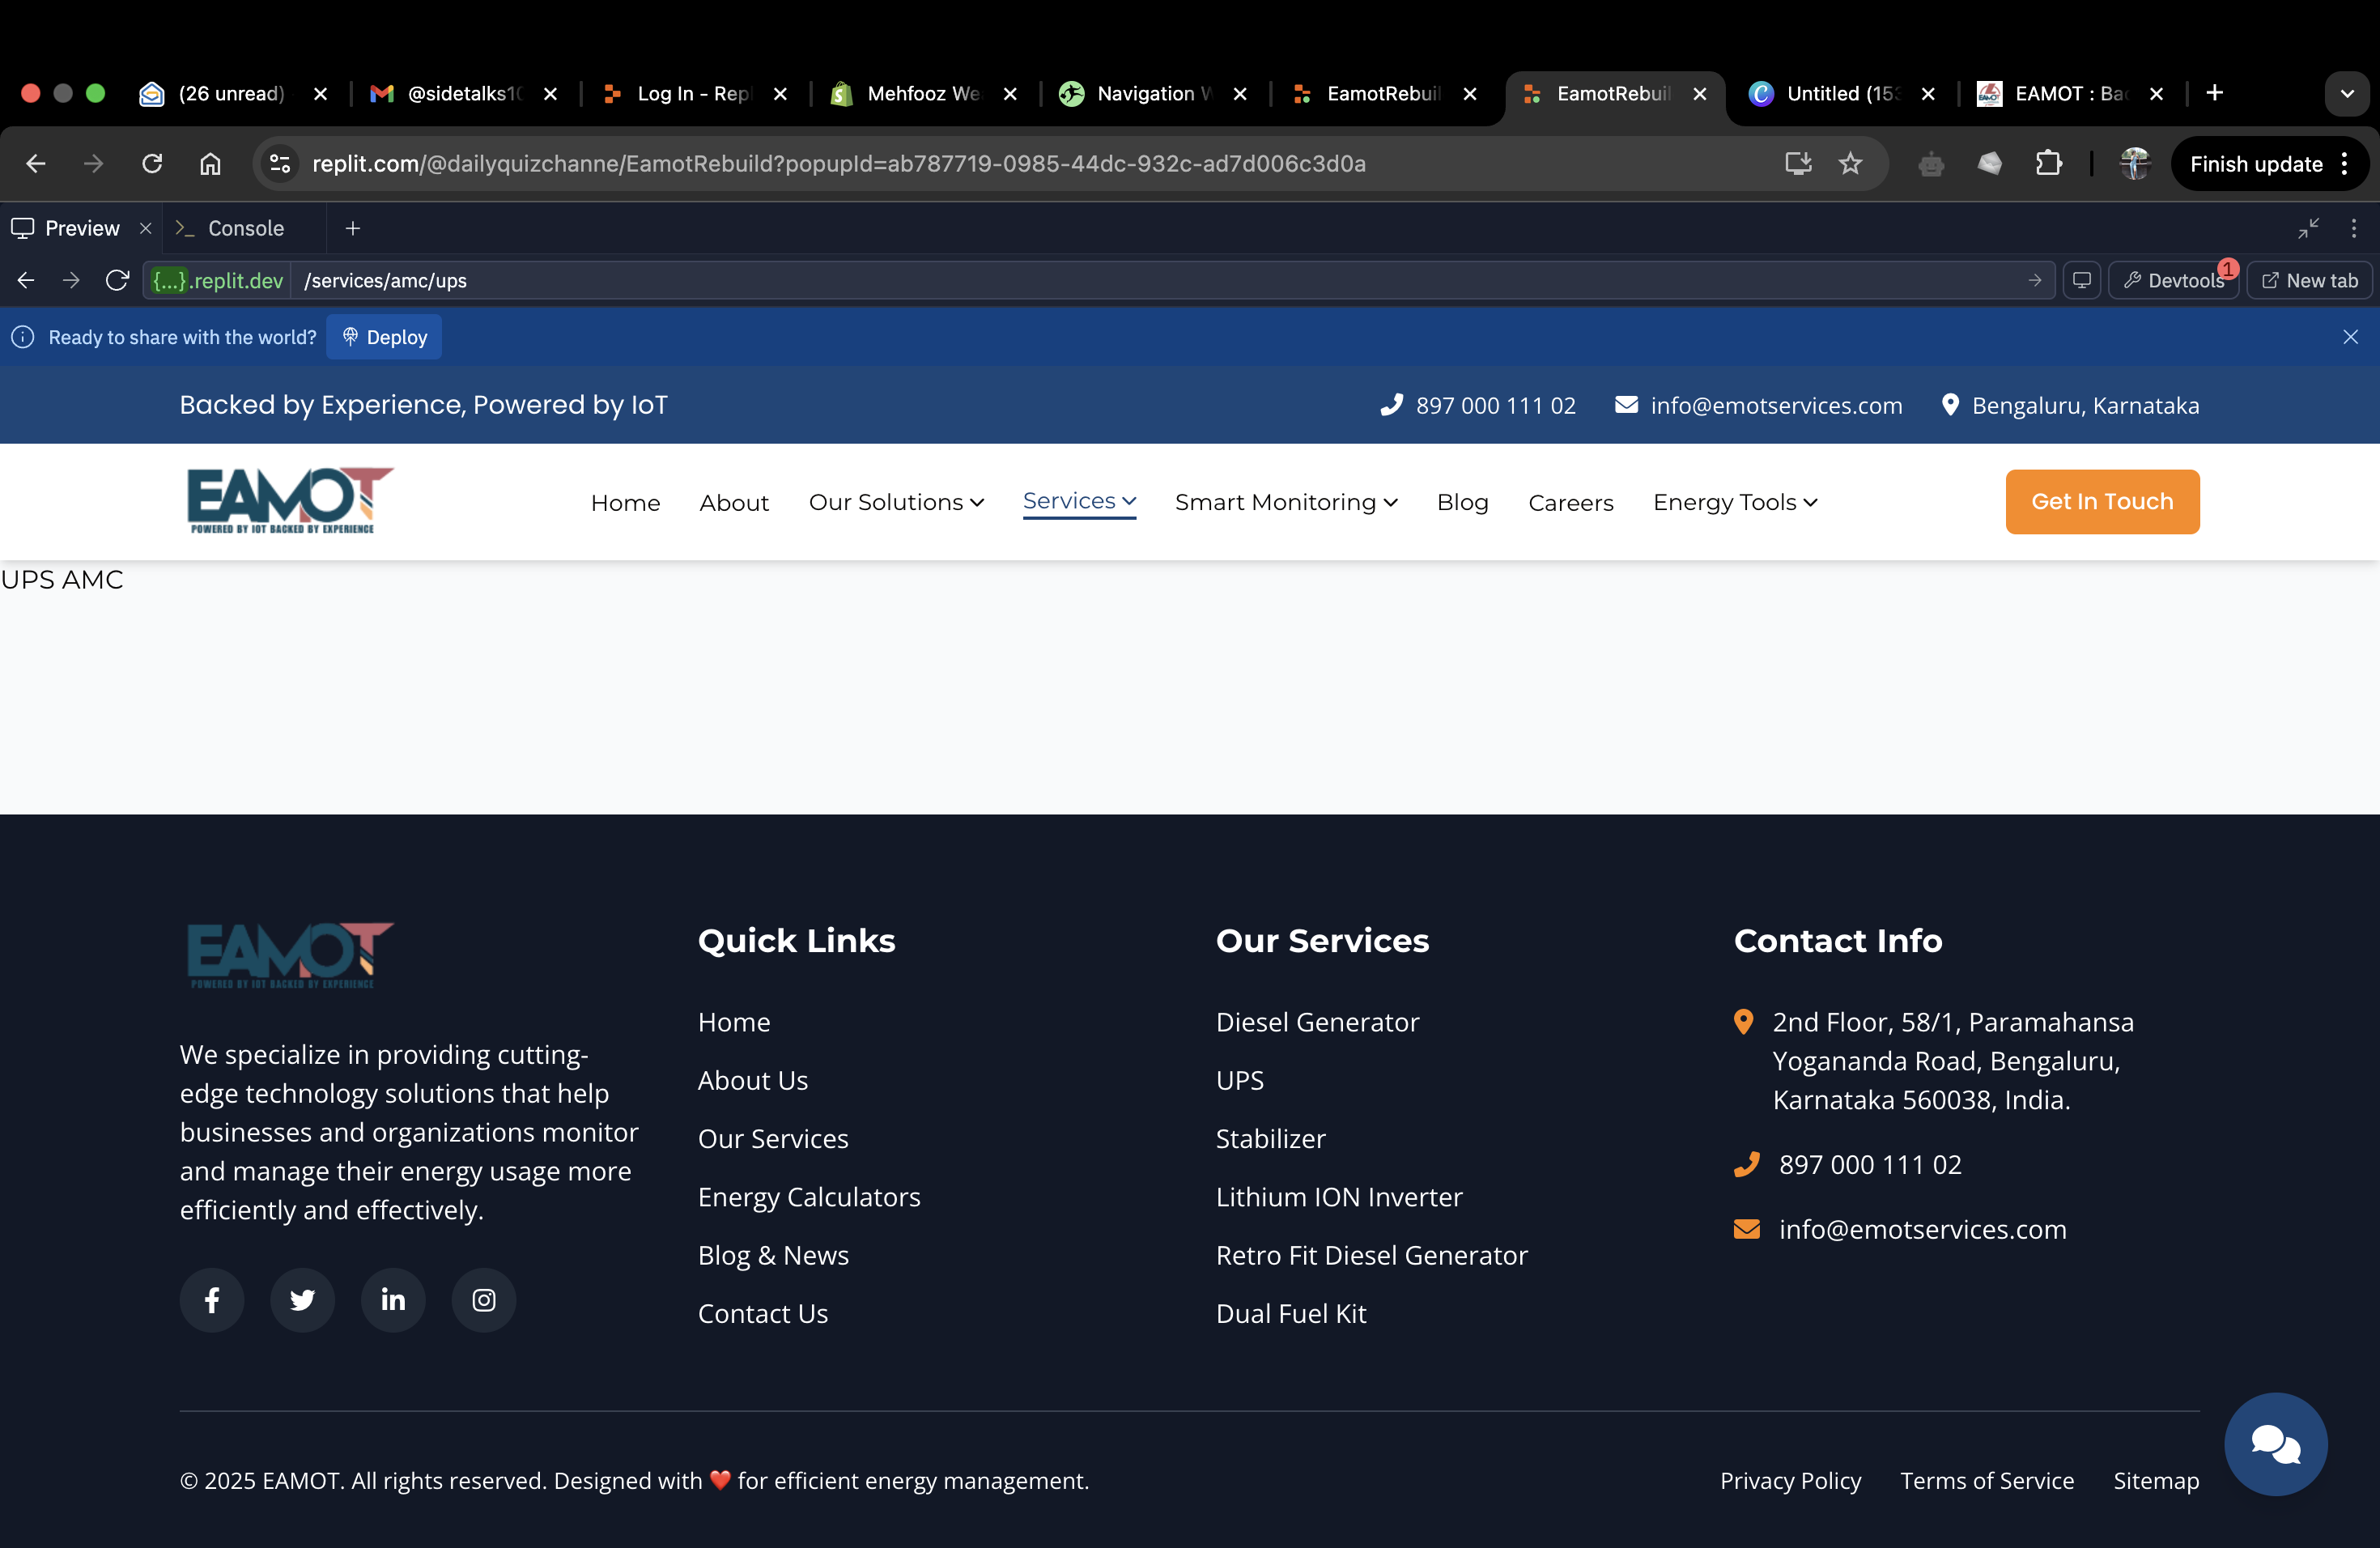 (26 unread)
@sidetalks10
Log In - Repl
Mehfooz We
Navigation W
EamotRebuil
EamotRebuil
Untitled (153
EAMOT : Bac
replit.com/@dailyquizchanne/EamotRebuild?popupId=ab787719-0985-44dc-932c-ad7d006c3d0a
Finish update
Preview
Console
{...}.replit.dev
/services/amc/ups
Devtools
1
New tab
Ready to share with the world?
Deploy
Backed by Experience, Powered by IoT
897 000 111 02
info@emotservices.com
Bengaluru, Karnataka
EAMOT
POWERED BY IOT BACKED BY EXPERIENCE
Home
About
Our Solutions
Services
Smart Monitoring
Blog
Careers
Energy Tools
Get In Touch
UPS AMC
EAMOT
POWERED BY IOT BACKED BY EXPERIENCE
We specialize in providing cutting-
edge technology solutions that help
businesses and organizations monitor
and manage their energy usage more
efficiently and effectively.
Quick Links
Home
About Us
Our Services
Energy Calculators
Blog & News
Contact Us
Our Services
Diesel Generator
UPS
Stabilizer
Lithium ION Inverter
Retro Fit Diesel Generator
Dual Fuel Kit
Contact Info
2nd Floor, 58/1, Paramahansa
Yogananda Road, Bengaluru,
Karnataka 560038, India.
897 000 111 02
info@emotservices.com
© 2025 EAMOT. All rights reserved. Designed with ❤️ for efficient energy management.
Privacy Policy
Terms of Service
Sitemap